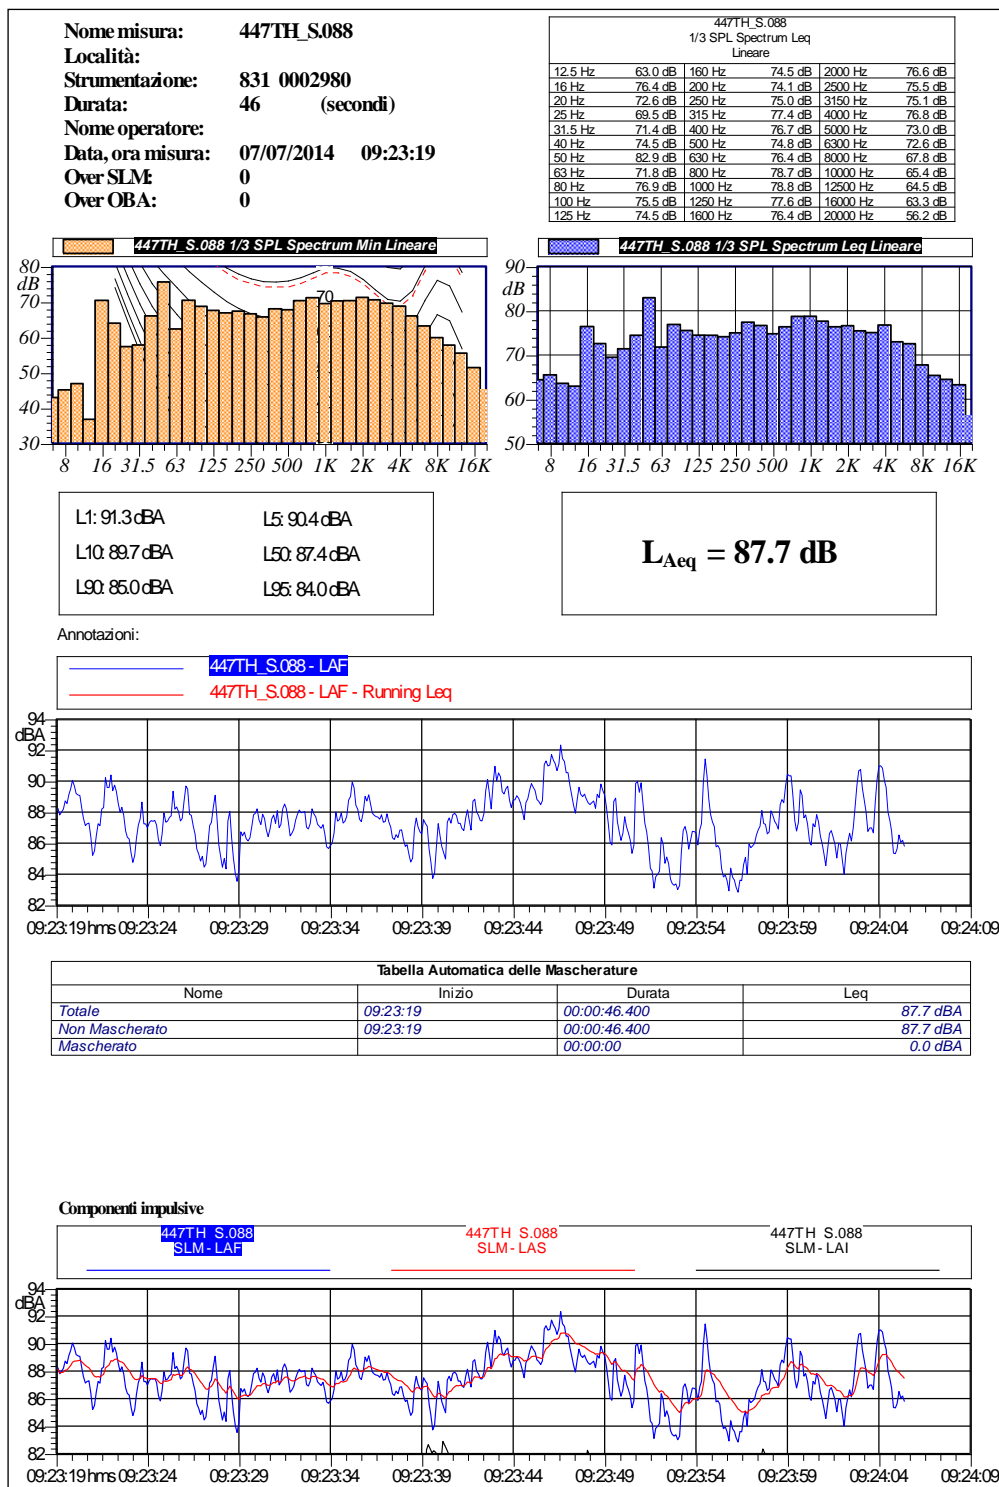 Nome misura: 447TH_S.088
Località:
Strumentazione: 831 0002980
Durata: 46 (secondi)
Nome operatore:
Data, ora misura: 07/07/2014 09:23:19
Over SLM: 0
Over OBA: 0
447TH_S.088
1/3 SPL Spectrum Leq
Lineare
12.5 Hz 63.0 dB 160 Hz 74.5 dB 2000 Hz 76.6 dB
16 Hz 76.4 dB 200 Hz 74.1 dB 2500 Hz 75.5 dB
20 Hz 72.6 dB 250 Hz 75.0 dB 3150 Hz 75.1 dB
25 Hz 69.5 dB 315 Hz 77.4 dB 4000 Hz 76.8 dB
31.5 Hz 71.4 dB 400 Hz 76.7 dB 5000 Hz 73.0 dB
40 Hz 74.5 dB 500 Hz 74.8 dB 6300 Hz 72.6 dB
50 Hz 82.9 dB 630 Hz 76.4 dB 8000 Hz 67.8 dB
63 Hz 71.8 dB 800 Hz 78.7 dB 10000 Hz 65.4 dB
80 Hz 76.9 dB 1000 Hz 78.8 dB 12500 Hz 64.5 dB
100 Hz 75.5 dB 1250 Hz 77.6 dB 16000 Hz 63.3 dB
125 Hz 74.5 dB 1600 Hz 76.4 dB 20000 Hz 56.2 dB
447TH_S.088 1/3 SPL Spectrum Min Lineare
80
dB
70
60
50
40
30
70
8 16 31.5 63 125 250 500 1K 2K 4K 8K 16K
447TH_S.088 1/3 SPL Spectrum Leq Lineare
90
dB
80
70
60
50
8 16 31.5 63 125 250 500 1K 2K 4K 8K 16K
L1: 91.3 dBA L5: 90.4 dBA
L10: 89.7 dBA L50: 87.4 dBA
L90: 85.0 dBA L95: 84.0 dBA
LAeq = 87.7 dB
Annotazioni:
447TH_S.088 - LAF
447TH_S.088 - LAF - Running Leq
94
dBA
92
90
88
86
84
82
09:23:19 hms 09:23:24 09:23:29 09:23:34 09:23:39 09:23:44 09:23:49 09:23:54 09:23:59 09:24:04 09:24:09
Tabella Automatica delle Mascherature
Nome Inizio Durata Leq
Totale 09:23:19 00:00:46.400 87.7 dBA
Non Mascherato 09:23:19 00:00:46.400 87.7 dBA
Mascherato 00:00:00 0.0 dBA
Componenti impulsive
447TH_S.088 447TH_S.088 447TH_S.088
SLM - LAF SLM - LAS SLM - LAI
94
dBA
92
90
88
86
84
82
09:23:19 hms 09:23:24 09:23:29 09:23:34 09:23:39 09:23:44 09:23:49 09:23:54 09:23:59 09:24:04 09:24:09